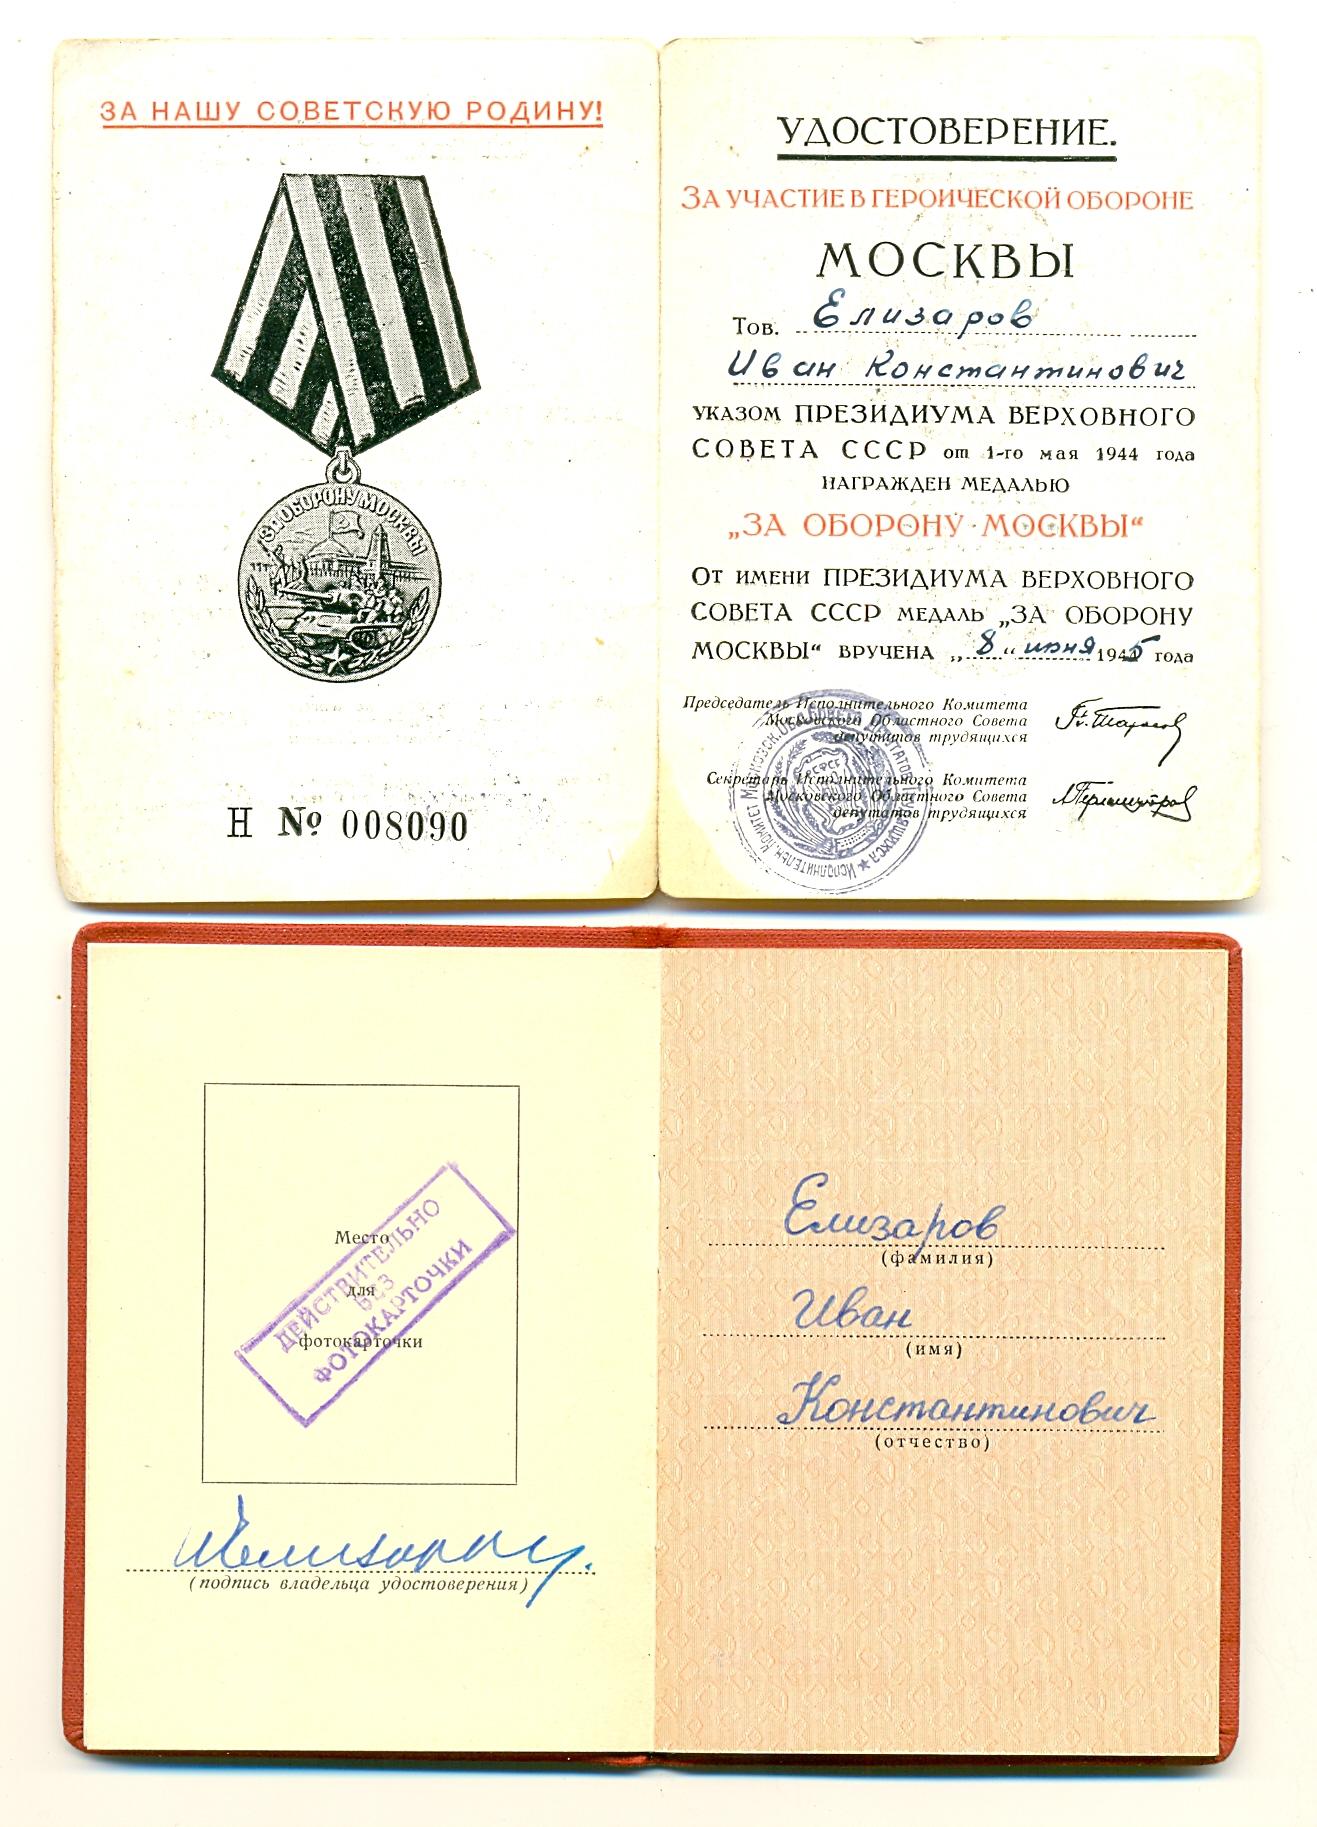 ЗА НАШУ СОВЕТСКУЮ РОДИНУ!
ЗА ОБОРОНУ МОСКВЫ
Н № 008090
УДОСТОВЕРЕНИЕ.
ЗА УЧАСТИЕ В ГЕРОИЧЕСКОЙ ОБОРОНЕ
МОСКВЫ
Тов. Елизаров
Иван Константинович
УКАЗОМ ПРЕЗИДИУМА ВЕРХОВНОГО
СОВЕТА СССР от 1-го мая 1944 года
НАГРАЖДЕН МЕДАЛЬЮ
„ЗА ОБОРОНУ МОСКВЫ“
ОТ ИМЕНИ ПРЕЗИДИУМА ВЕРХОВНОГО
СОВЕТА СССР МЕДАЛЬ „ЗА ОБОРОНУ
МОСКВЫ“ ВРУЧЕНА „8“ июня 1945 года
Председатель Исполнительного Комитета
Московского Областного Совета
депутатов трудящихся
Секретарь Исполнительного Комитета
Московского Областного Совета
депутатов трудящихся
Место
для
фотокарточки
ДЕЙСТВИТЕЛЬНО
БЕЗ
ФОТОКАРТОЧКИ
(подпись владельца удостоверения)
Елизаров
(фамилия)
Иван
(имя)
Константинович
(отчество)